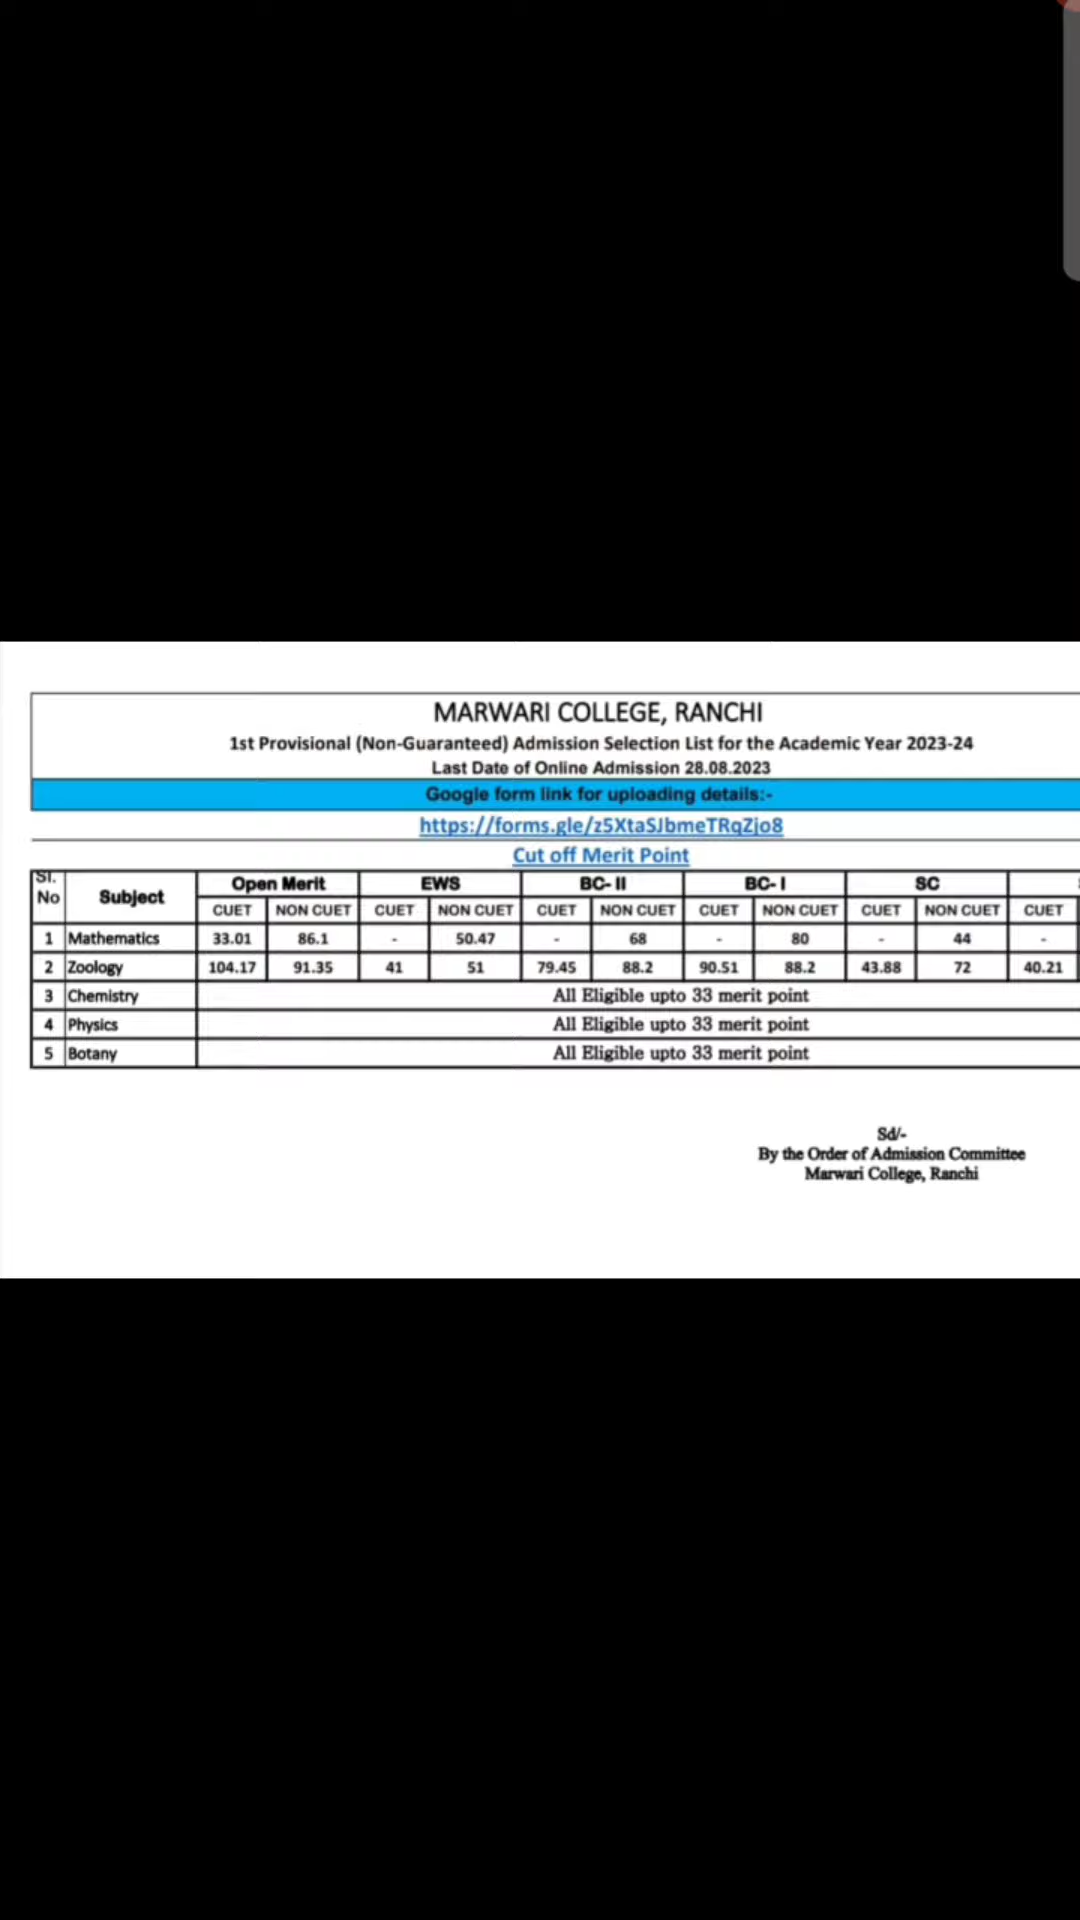 MARWARI COLLEGE, RANCHI
1st Provisional (Non-Guaranteed) Admission Selection List for the Academic Year 2023-24
Last Date of Online Admission 28.08.2023
Google form link for uploading details:-
https://forms.gle/z5XtaSJbmeTRqZjo8
Cut off Merit Point
Sl. No Subject Open Merit EWS BC- II BC- I SC
CUET NON CUET CUET NON CUET CUET NON CUET CUET NON CUET CUET NON CUET CUET
1 Mathematics 33.01 86.1 - 50.47 - 68 - 80 - 44 -
2 Zoology 104.17 91.35 41 51 79.45 88.2 90.51 88.2 43.88 72 40.21
3 Chemistry All Eligible upto 33 merit point
4 Physics All Eligible upto 33 merit point
5 Botany All Eligible upto 33 merit point
Sd/-
By the Order of Admission Committee
Marwari College, Ranchi